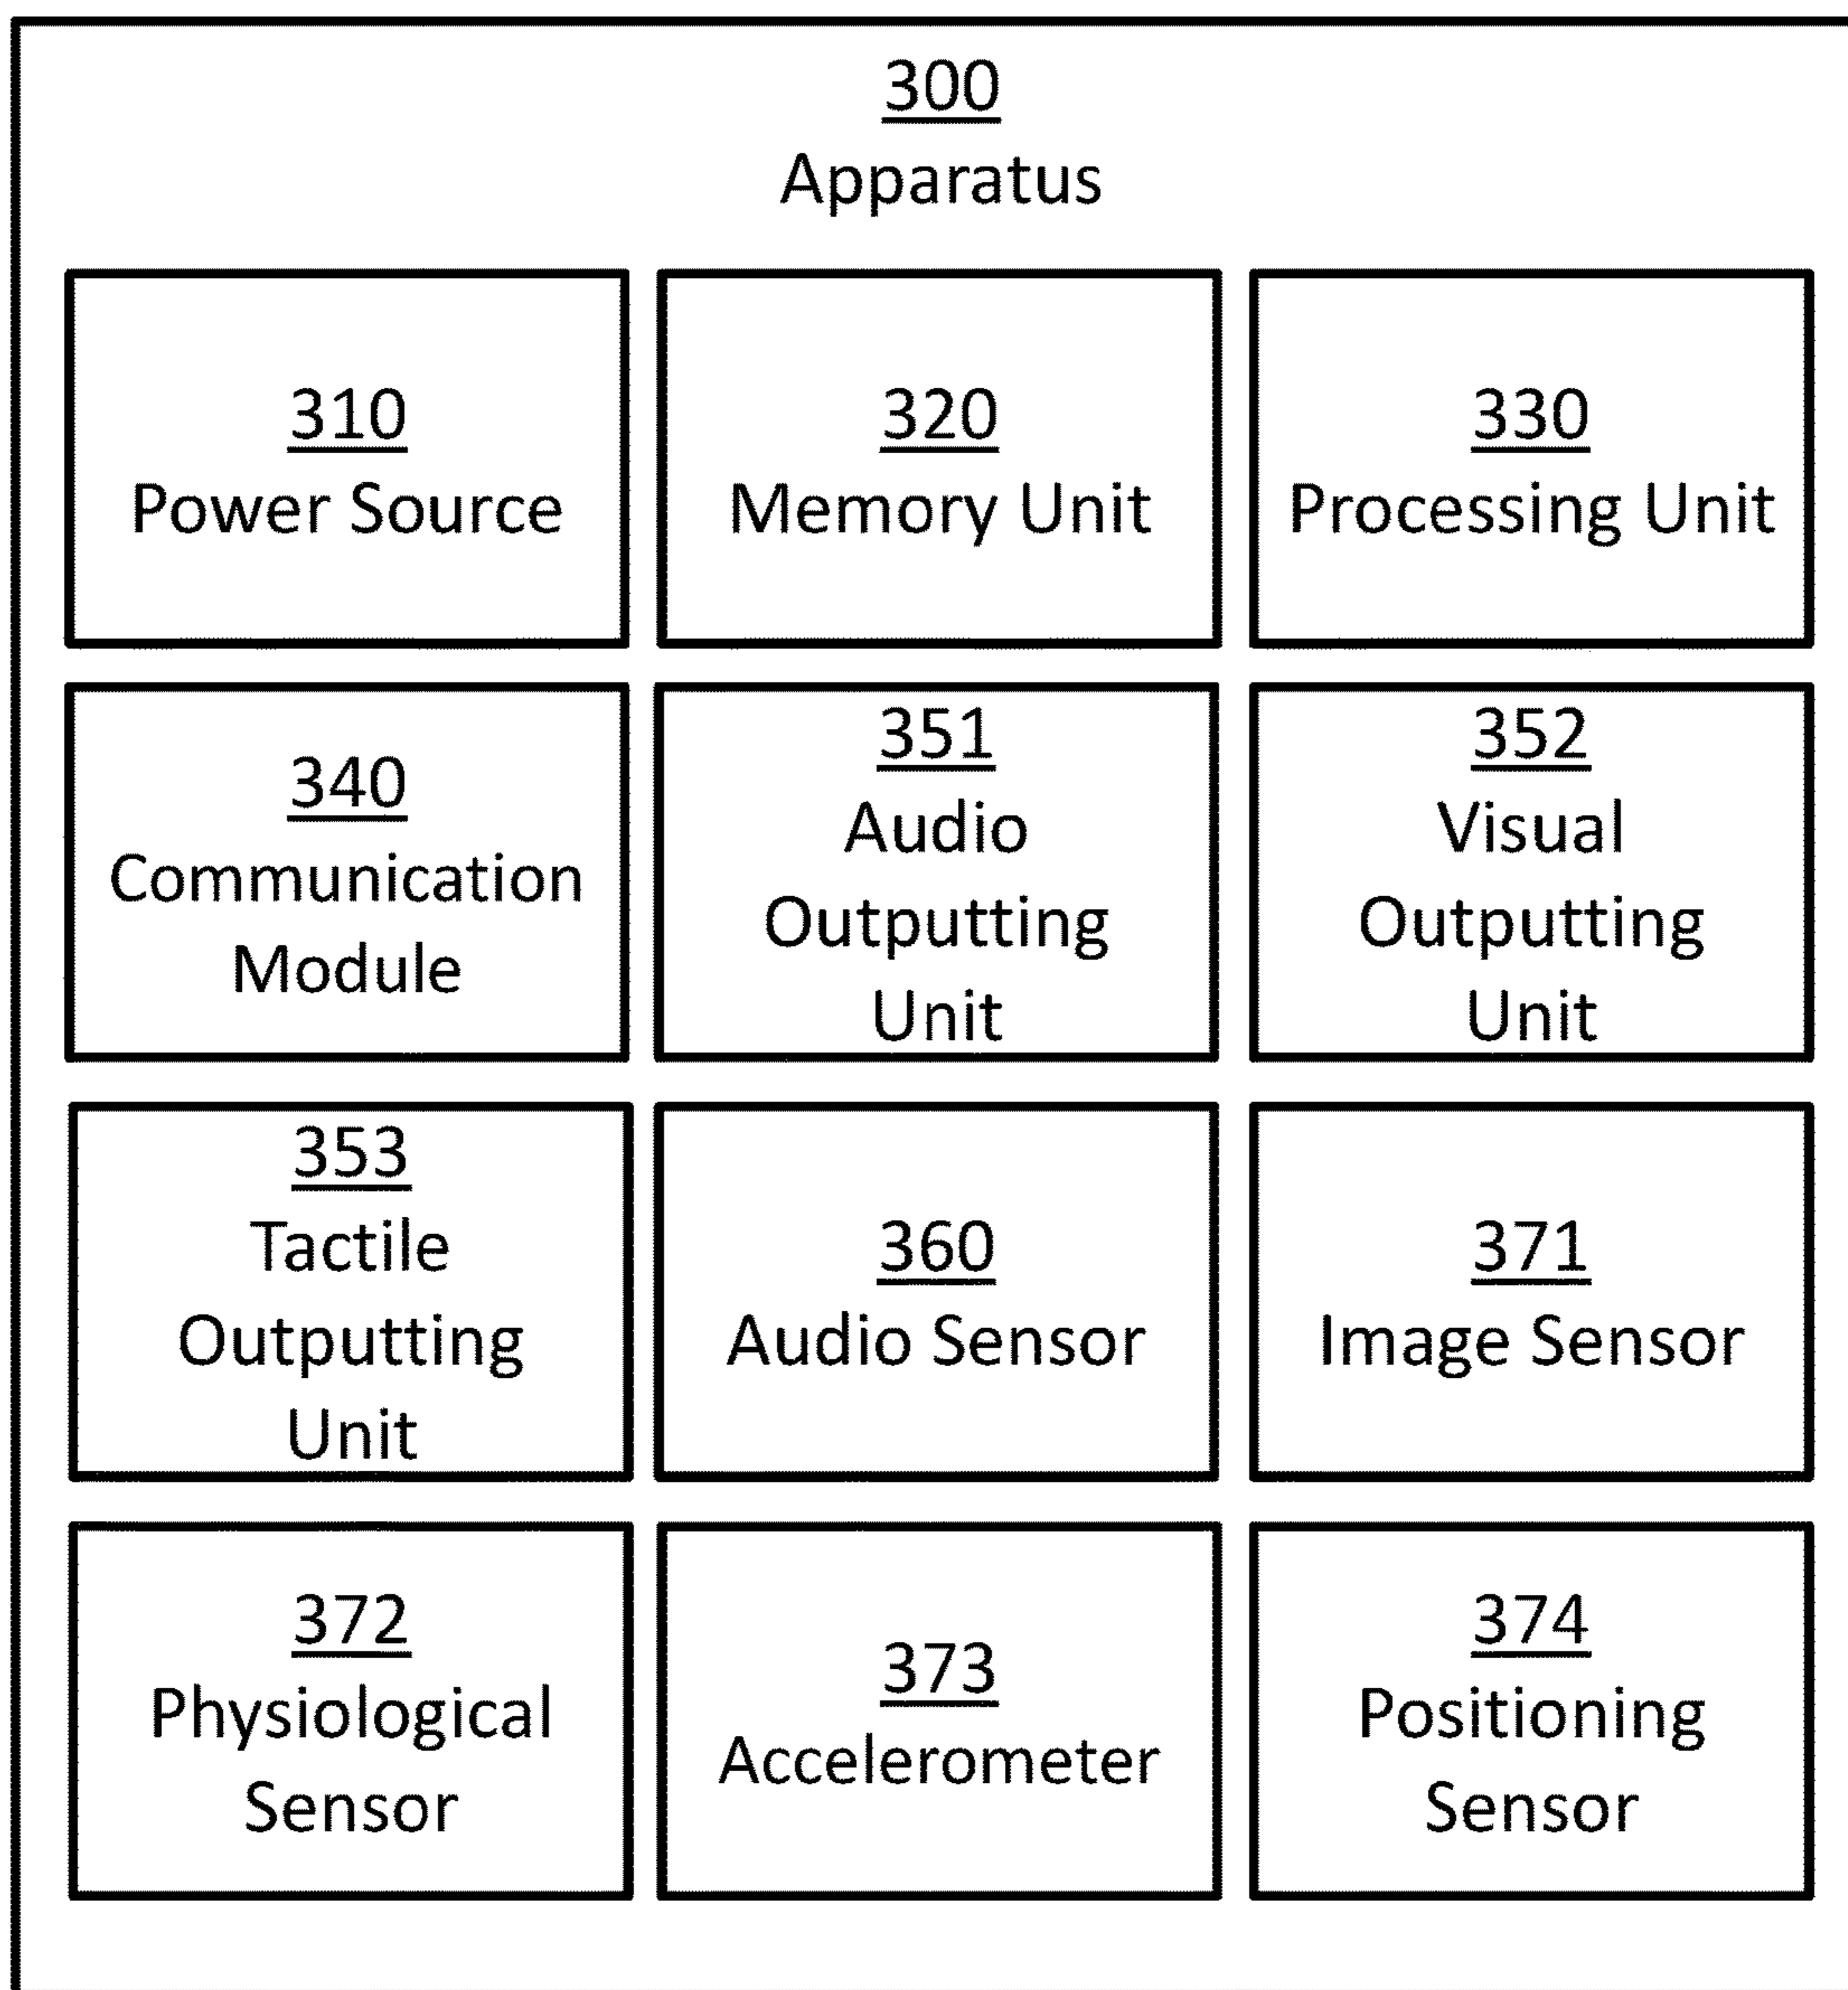 300
Apparatus
310
Power Source
320
Memory Unit
330
Processing Unit
340
Communication
Module
351
Audio
Outputting
Unit
352
Visual
Outputting
Unit
353
Tactile
Outputting
Unit
360
Audio Sensor
371
Image Sensor
372
Physiological
Sensor
373
Accelerometer
374
Positioning
Sensor